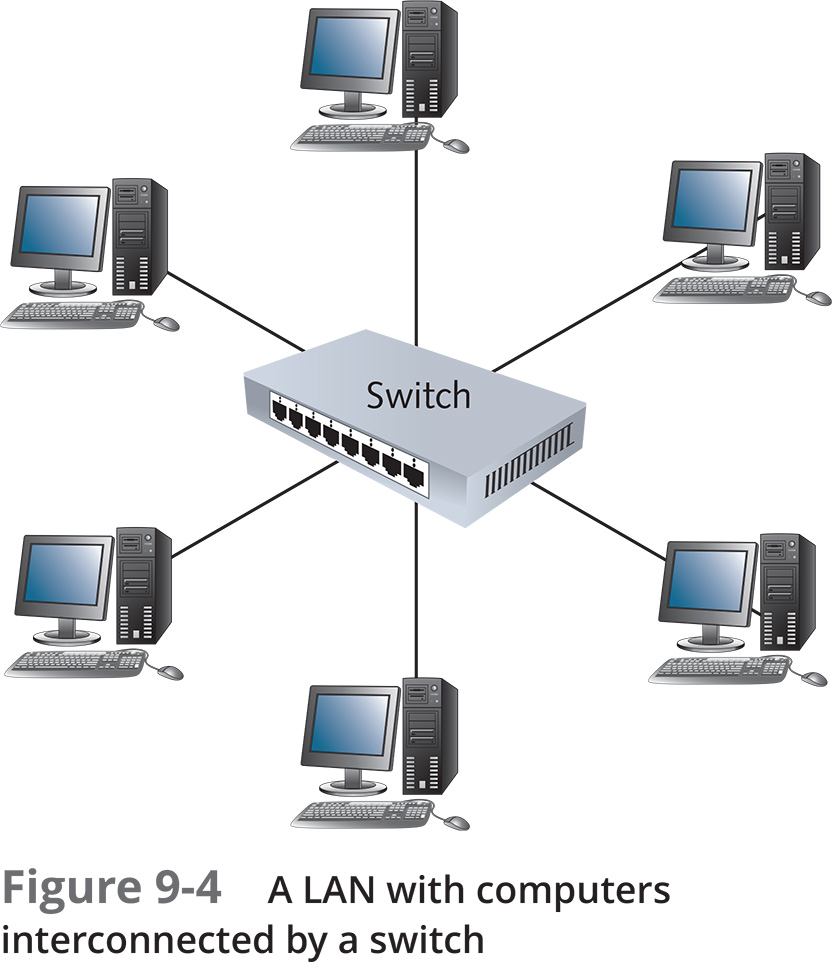 Switch
Figure 9-4 A LAN with computers
interconnected by a switch